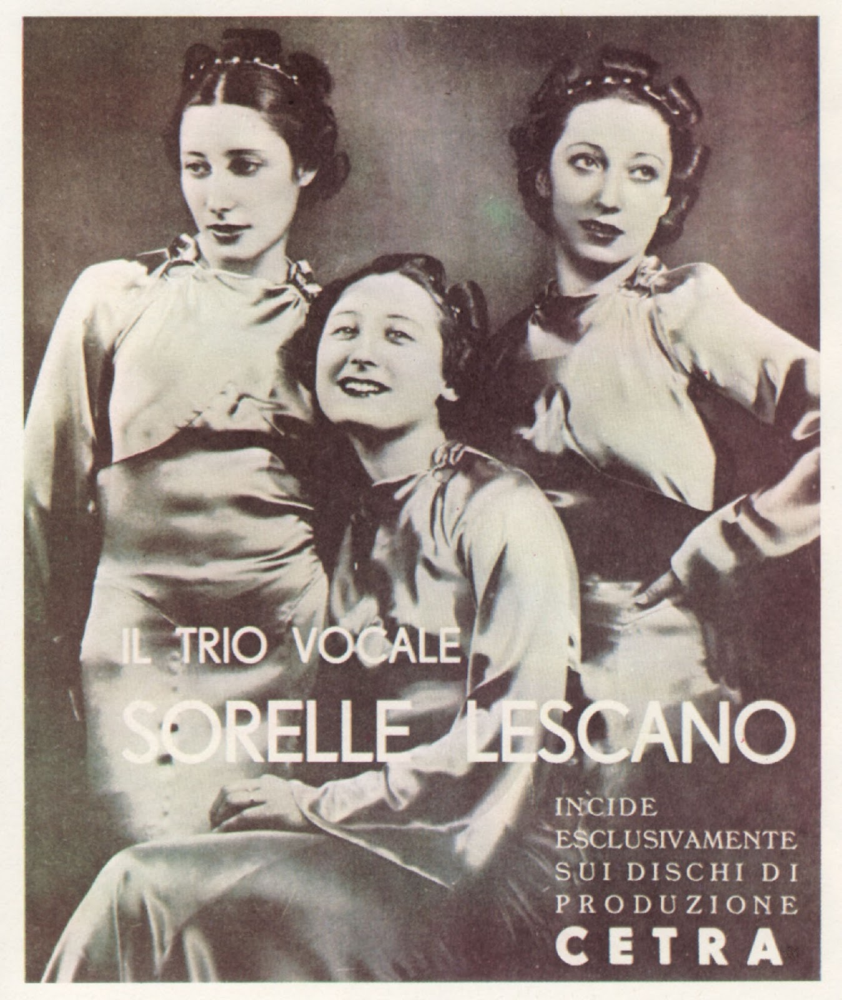 IL TRIO VOCALE
SORELLE LESCANO
INCIDE
ESCLUSIVAMENTE
SUI DISCHI DI
PRODUZIONE
CETRA